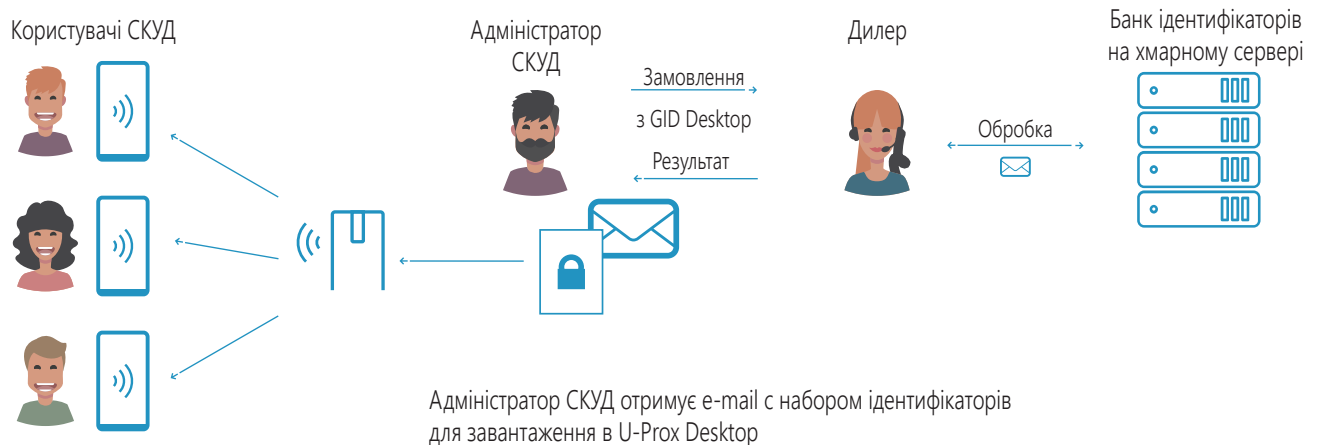 Користувачі СКУД
Адміністратор
СКУД
Замовлення
з GID Desktop
Результат
Дилер
Обробка
Банк ідентифікаторів
на хмарному сервері
Адміністратор СКУД отримує e-mail с набором ідентифікаторів
для завантаження в U-Prox Desktop